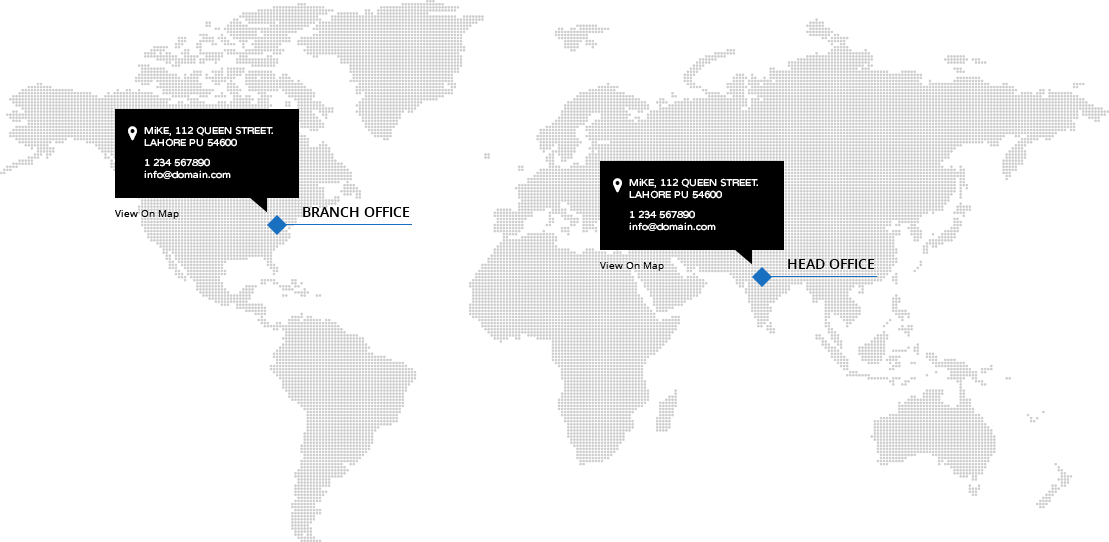 MiKE, 112 QUEEN STREET.
LAHORE PU 54600
1 234 567890
info@domain.com
View On Map
BRANCH OFFICE
MiKE, 112 QUEEN STREET.
LAHORE PU 54600
1 234 567890
info@domain.com
View On Map
HEAD OFFICE